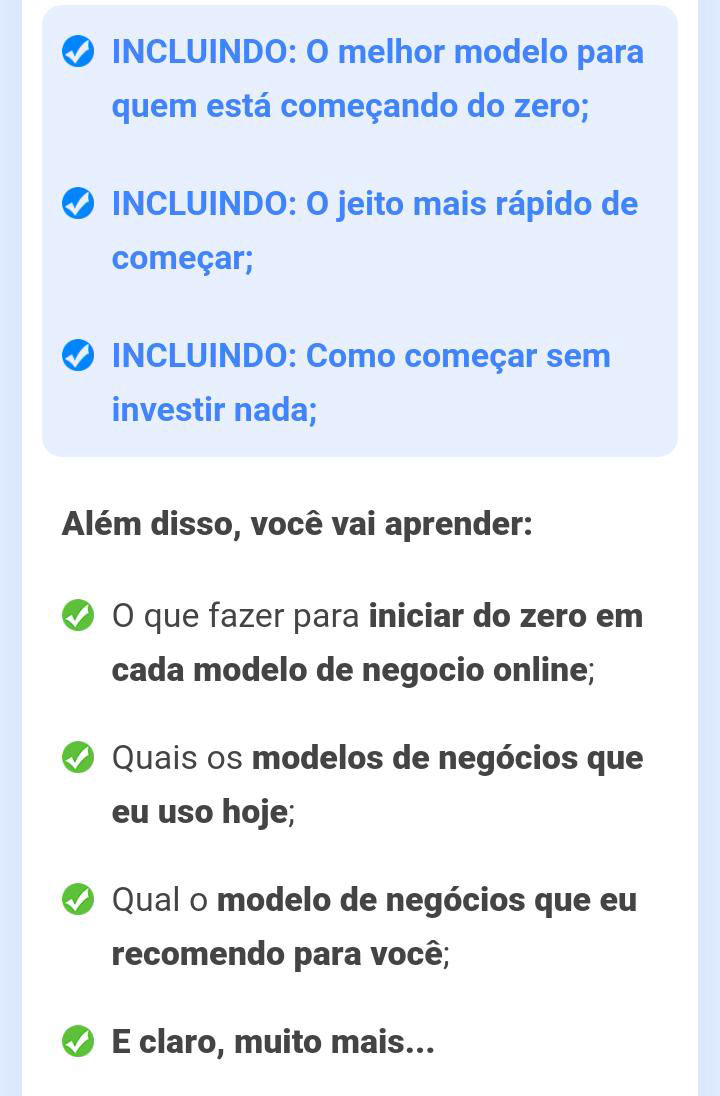 INCLUINDO: O melhor modelo para
quem está começando do zero;
INCLUINDO: O jeito mais rápido de
começar;
INCLUINDO: Como começar sem
investir nada;
Além disso, você vai aprender:
O que fazer para iniciar do zero em
cada modelo de negocio online;
Quais os modelos de negócios que
eu uso hoje;
Qual o modelo de negócios que eu
recomendo para você;
E claro, muito mais...